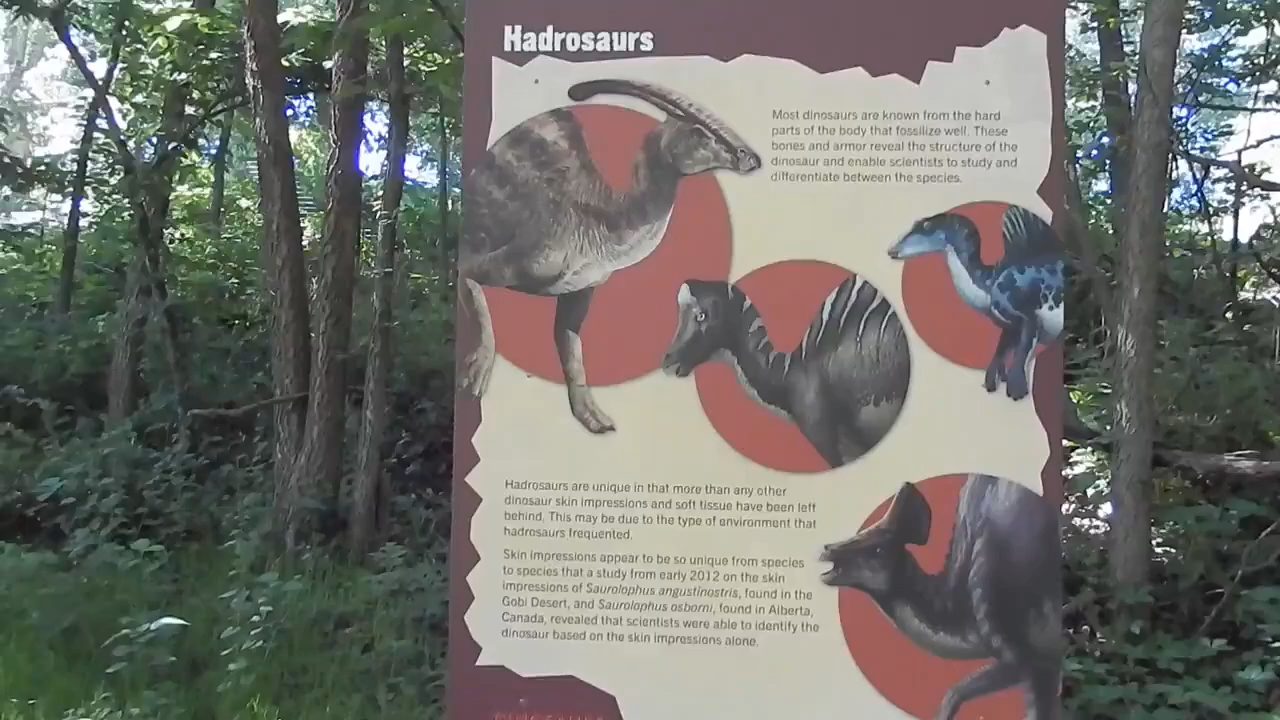 Hadrosaurs
Most dinosaurs are known from the hard
parts of the body that fossilize well. These
bones and armor reveal the structure of the
dinosaur and enable scientists to study and
differentiate between the species.
Hadrosaurs are unique in that more than any other
dinosaur skin impressions and soft tissue have been left
behind. This may be due to the type of environment that
hadrosaurs frequented.
Skin impressions appear to be so unique from species
to species that a study from early 2012 on the skin
impressions of Saurolophus angustinostris, found in the
Gobi Desert, and Saurolophus osborni, found in Alberta,
Canada, revealed that scientists were able to identify the
dinosaur based on the skin impressions alone.